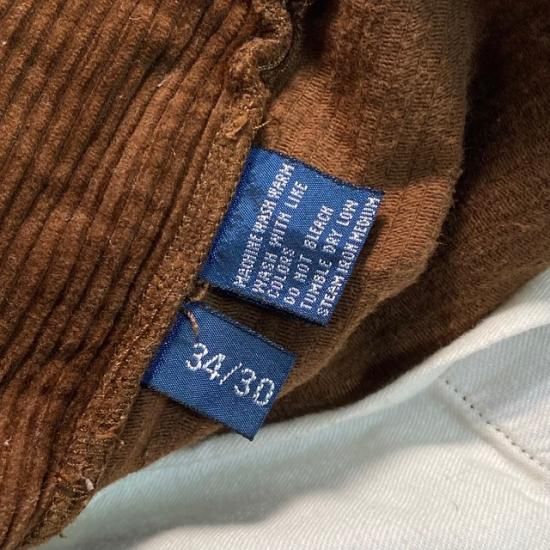 MACHINE WASH WARM
WASH WITH LIKE
COLORS
DO NOT BLEACH
TUMBLE DRY LOW
STEAM IRON MEDIUM
34/30